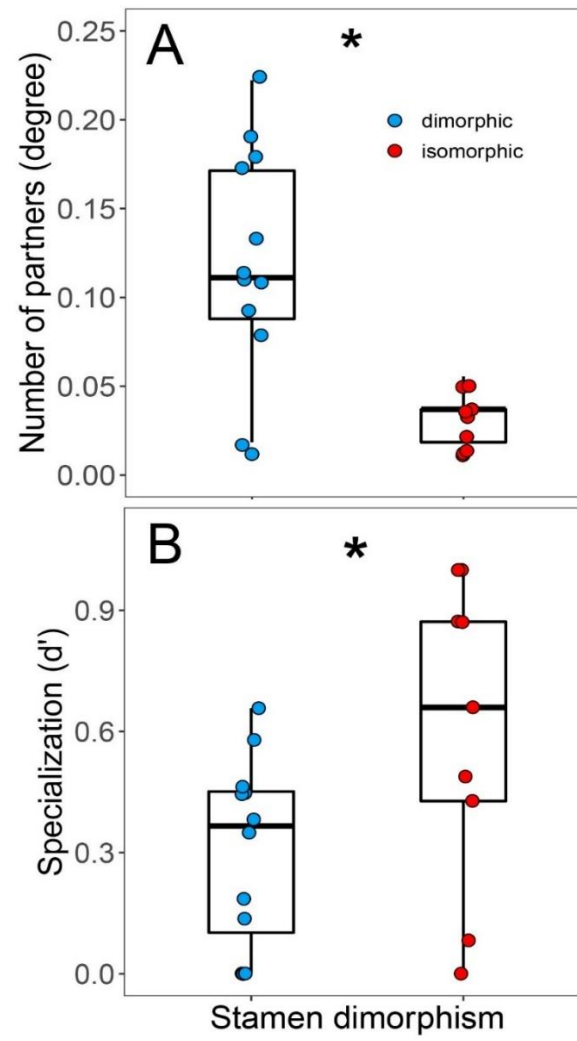 A
*
Number of partners (degree)
0.25
0.20
0.15
0.10
0.05
0.00
dimorphic
isomorphic
B
*
Specialization (d')
0.9
0.6
0.3
0.0
Stamen dimorphism